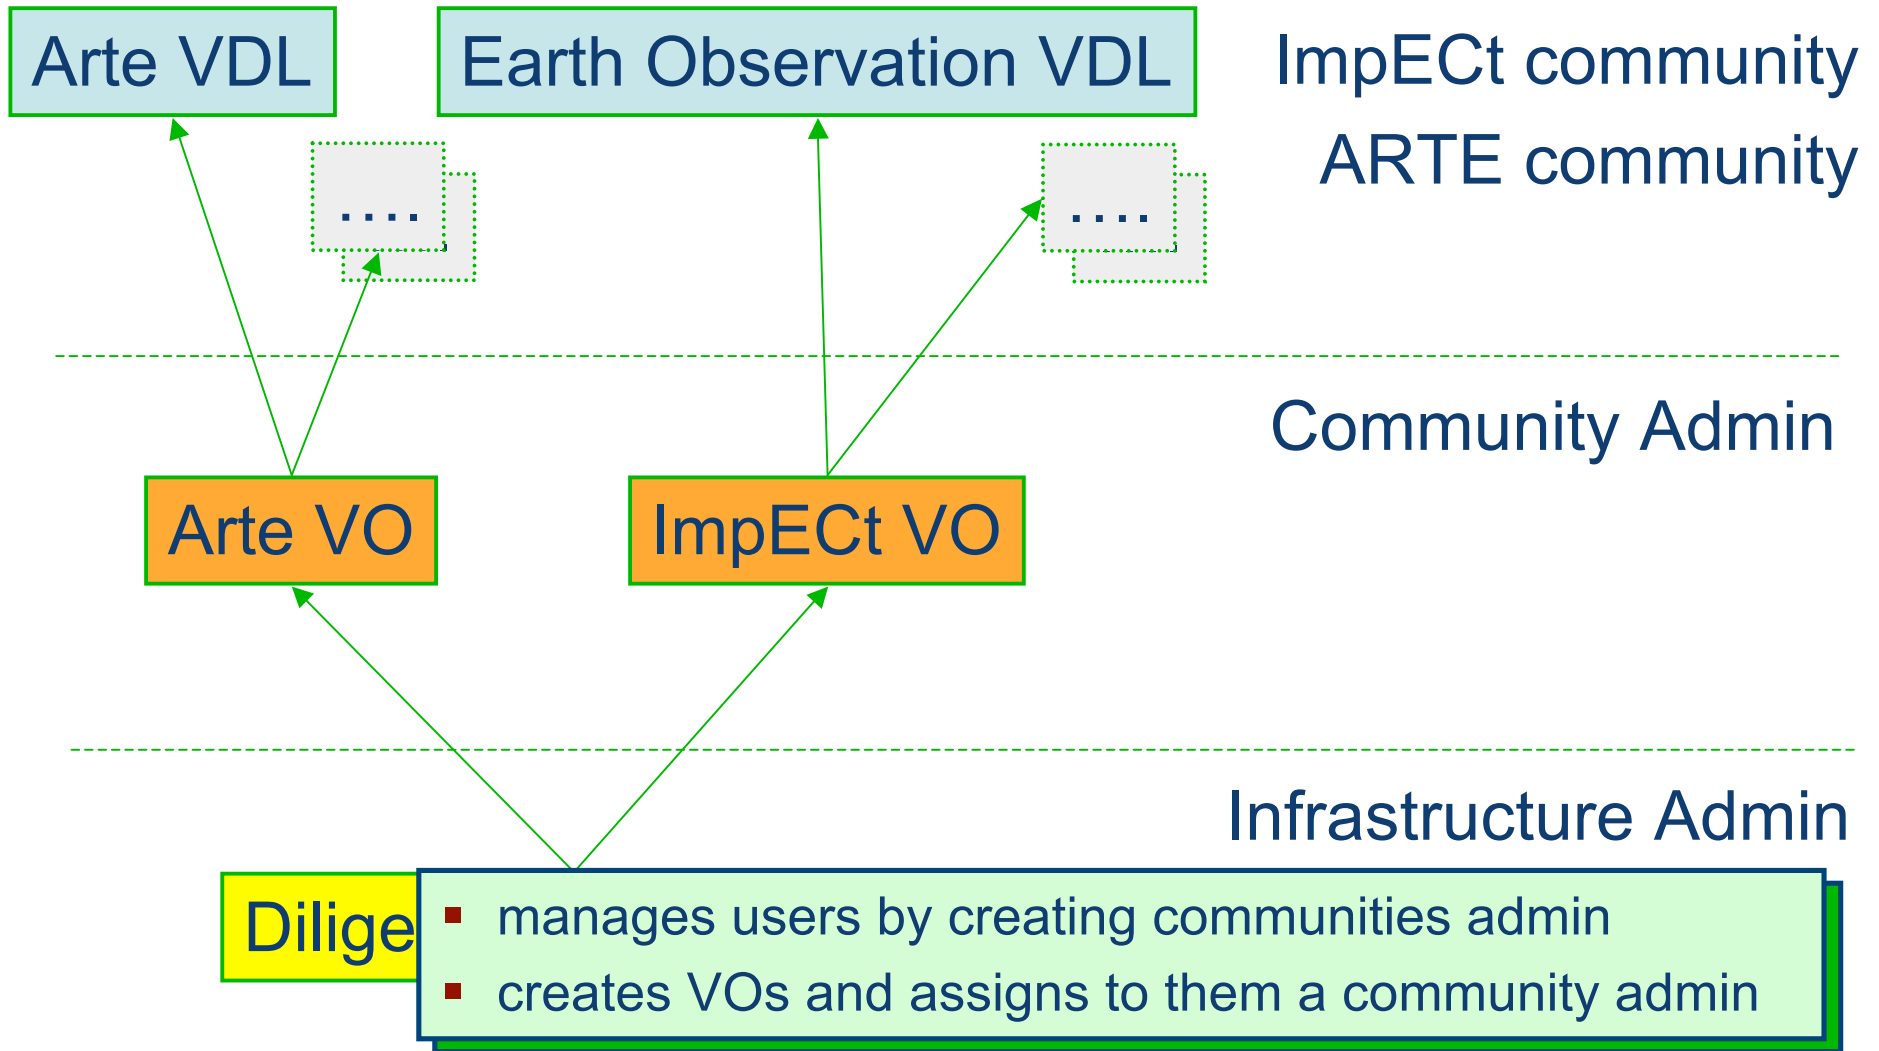 Arte VDL
Earth Observation VDL
ImpECt community
ARTE community
....
....
Community Admin
Arte VO
ImpECt VO
Infrastructure Admin
Dilige
▪ manages users by creating communities admin
▪ creates VOs and assigns to them a community admin